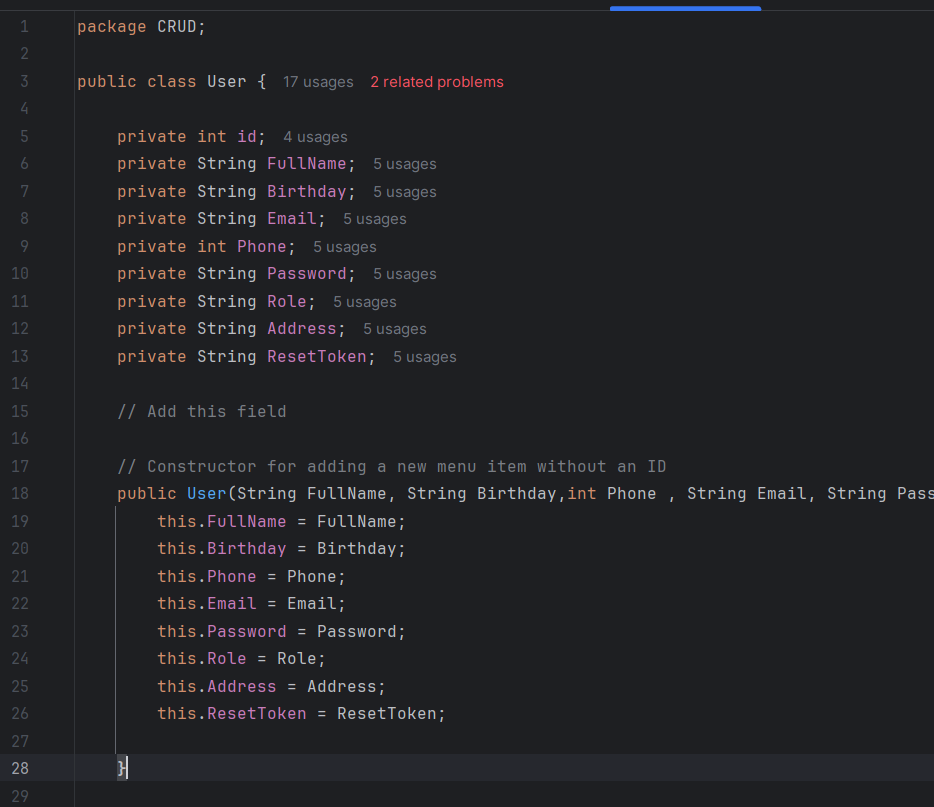 1 package CRUD;
2
3 public class User { 17 usages 2 related problems
4
5 private int id; 4 usages
6 private String FullName; 5 usages
7 private String Birthday; 5 usages
8 private String Email; 5 usages
9 private int Phone; 5 usages
10 private String Password; 5 usages
11 private String Role; 5 usages
12 private String Address; 5 usages
13 private String ResetToken; 5 usages
14
15 // Add this field
16
17 // Constructor for adding a new menu item without an ID
18 public User(String FullName, String Birthday,int Phone , String Email, String Pass
19 this.FullName = FullName;
20 this.Birthday = Birthday;
21 this.Phone = Phone;
22 this.Email = Email;
23 this.Password = Password;
24 this.Role = Role;
25 this.Address = Address;
26 this.ResetToken = ResetToken;
27
28 }
29